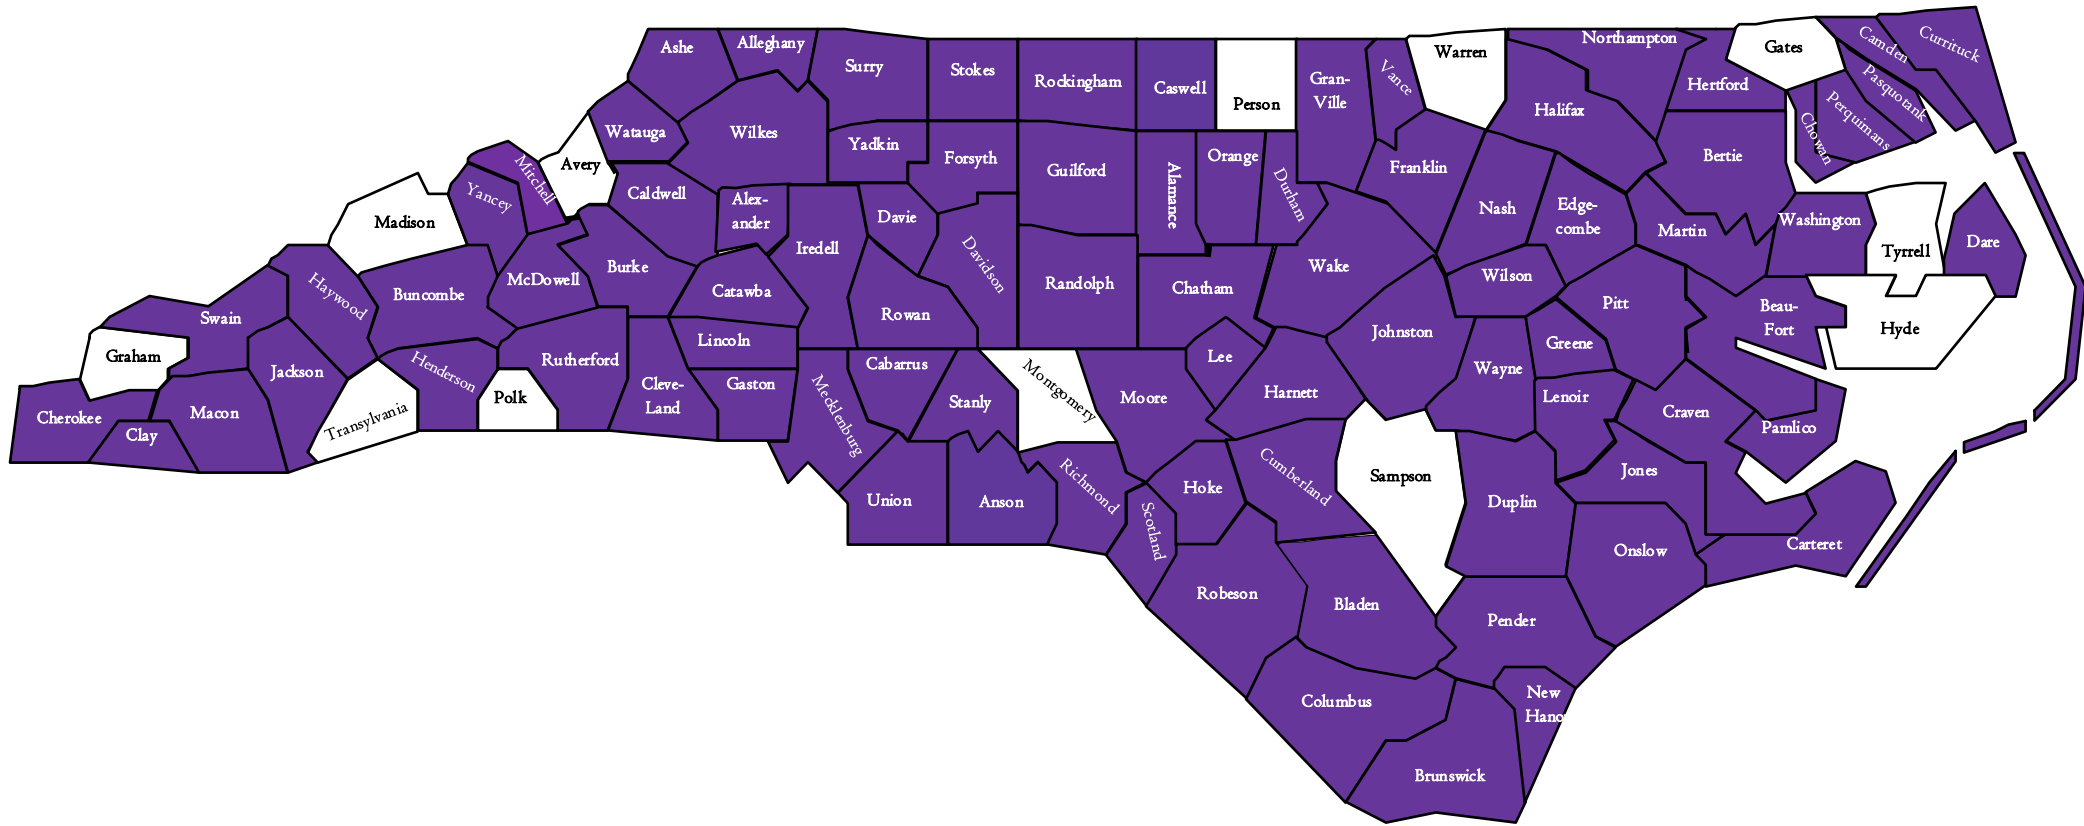 Ashe
Alleghany
Surry
Stokes
Rockingham
Caswell
Person
Gran-
Ville
Vance
Warren
Northampton
Halifax
Hertford
Gates
Camden
Currituck
Pasquotank
Perquimans
Chowan
Watauga
Wilkes
Yadkin
Forsyth
Guilford
Alamance
Orange
Durham
Franklin
Nash
Edge-
combe
Bertie
Martin
Washington
Tyrrell
Dare
Mitchell
Avery
Yancey
Madison
Caldwell
Alex-
ander
Iredell
Davie
Davidson
Randolph
Chatham
Wake
Wilson
Pitt
Beau-
Fort
Hyde
Haywood
Buncombe
McDowell
Burke
Catawba
Rowan
Swain
Graham
Jackson
Henderson
Rutherford
Lincoln
Cabarrus
Lee
Johnston
Greene
Cherokee
Clay
Macon
Transylvania
Polk
Cleve-
Land
Gaston
Mecklenburg
Stanly
Montgomery
Moore
Harnett
Wayne
Lenoir
Craven
Pamlico
Union
Anson
Richmond
Scotland
Hoke
Cumberland
Sampson
Duplin
Jones
Onslow
Carteret
Robeson
Bladen
Pender
Columbus
New
Hano
Brunswick